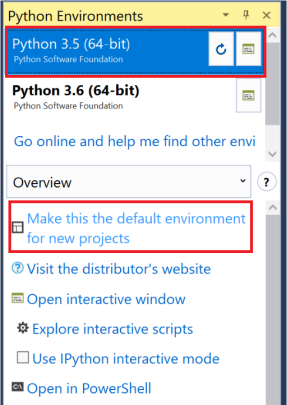 Python Environments
Python 3.5 (64-bit)
Python Software Foundation
Python 3.6 (64-bit)
Python Software Foundation
Go online and help me find other envi
Overview
?
Make this the default environment
for new projects
Visit the distributor's website
Open interactive window
Explore interactive scripts
Use IPython interactive mode
Open in PowerShell